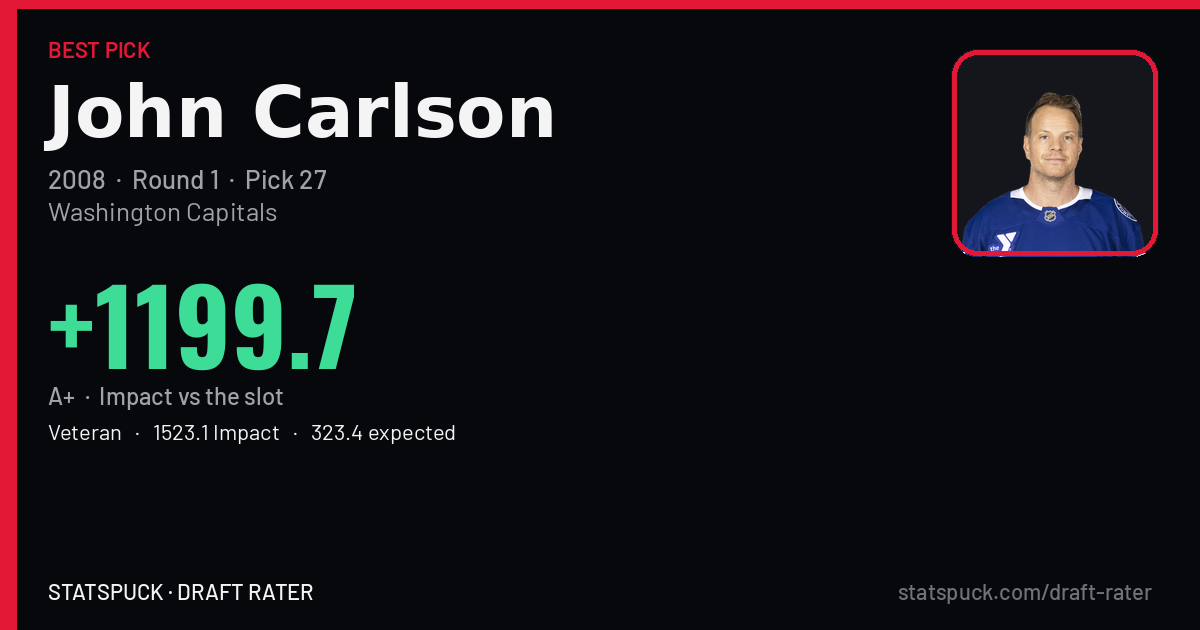 BEST PICK
John Carlson
2008 · Round 1 · Pick 27
Washington Capitals
+1199.7
A+ · Impact vs the slot
Veteran · 1523.1 Impact · 323.4 expected
the
STATSPUCK · DRAFT RATER
statspuck.com/draft-rater